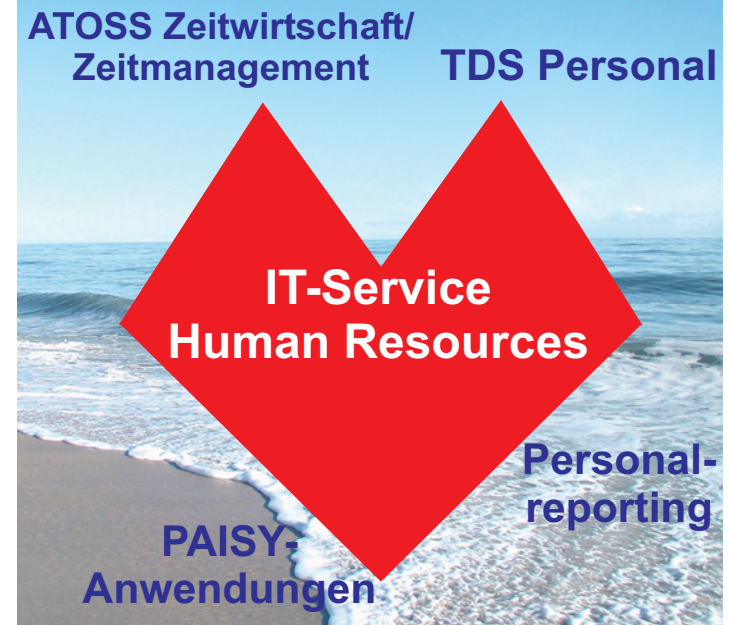 ATOSS Zeitwirtschaft/
Zeitmanagement
TDS Personal
IT-Service
Human Resources
Personal-
reporting
PAISY-
Anwendungen